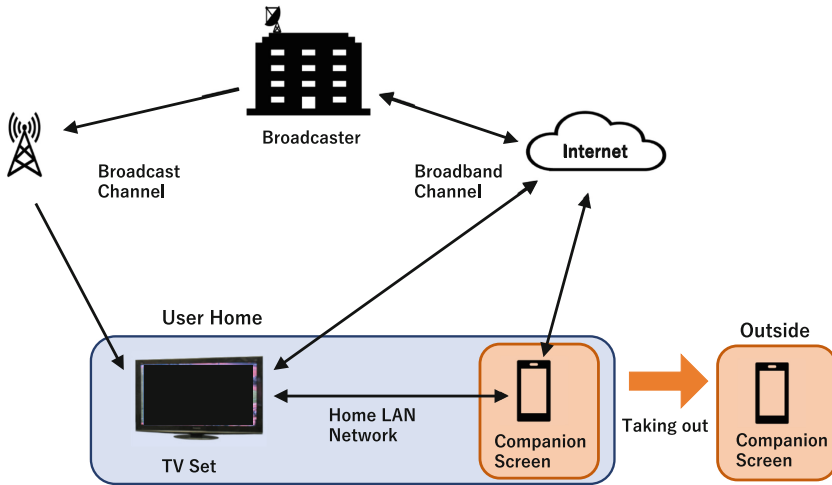 Broadcaster
Internet
Broadcast
Channel
Broadband
Channel
User Home
Outside
Home LAN
Network
TV Set
Companion
Screen
Taking out
Companion
Screen